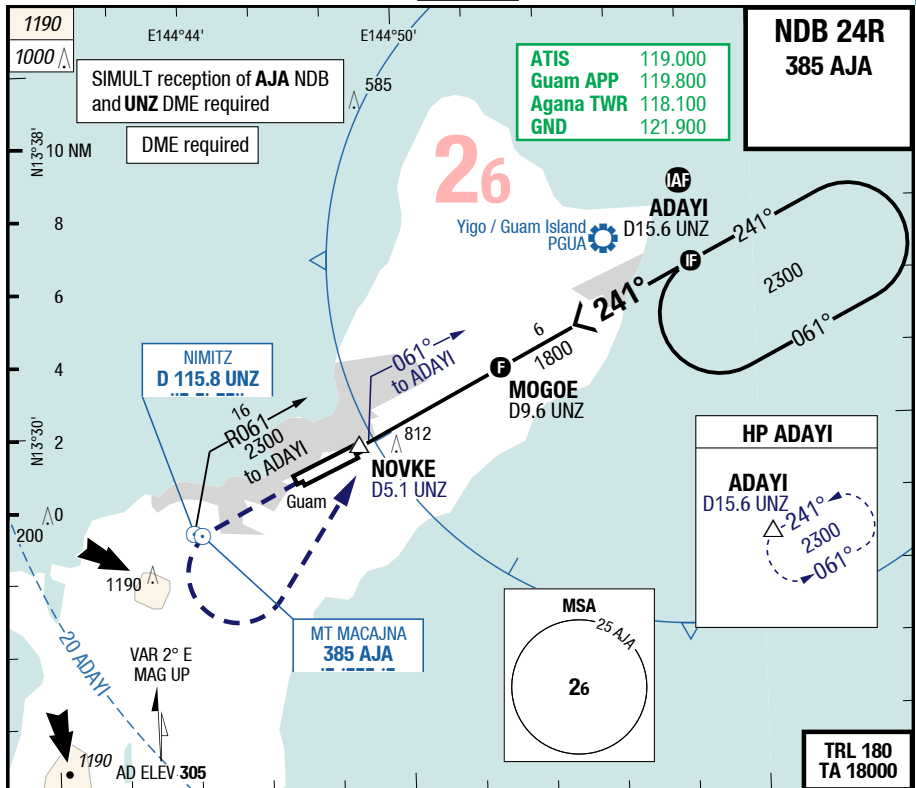 1190
1000
E144°44'
E144°50'
NDB 24R
385 AJA
SIMULT reception of AJA NDB
and UNZ DME required
DME required
585
ATIS 119.000
Guam APP 119.800
Agana TWR 118.100
GND 121.900
N13°38'
10 NM
26
IAF
ADAYI
D15.6 UNZ
Yigo / Guam Island
PGUA
8
241°
IF
2300
061°
6
241°
6
1800
NIMITZ
D 115.8 UNZ
061°
to ADAYI
4
F
MOGOE
D9.6 UNZ
16
R061
2300
to ADAYI
N13°30'
2
812
NOVKE
D5.1 UNZ
HP ADAYI
ADAYI
D15.6 UNZ
241°
2300
061°
Guam
0
200
1190
MT MACAJNA
385 AJA
MSA
25 AJA
26
20 ADAYI
VAR 2° E
MAG UP
1190
AD ELEV 305
TRL 180
TA 18000